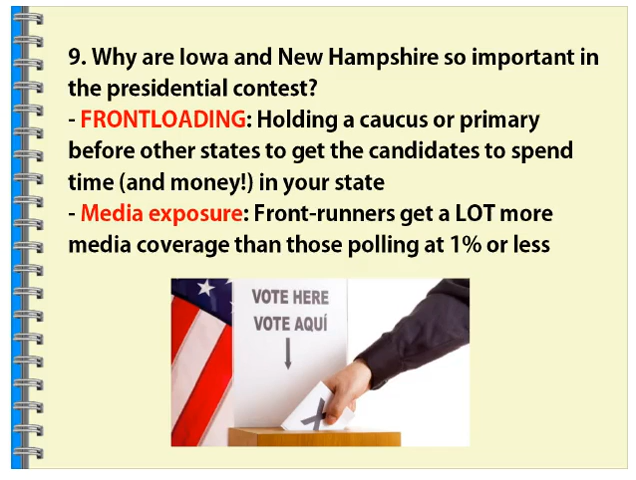 9. Why are Iowa and New Hampshire so important in
the presidential contest?
- FRONTLOADING: Holding a caucus or primary
before other states to get the candidates to spend
time (and money!) in your state
- Media exposure: Front-runners get a LOT more
media coverage than those polling at 1% or less
VOTE HERE
VOTE AQUÍ